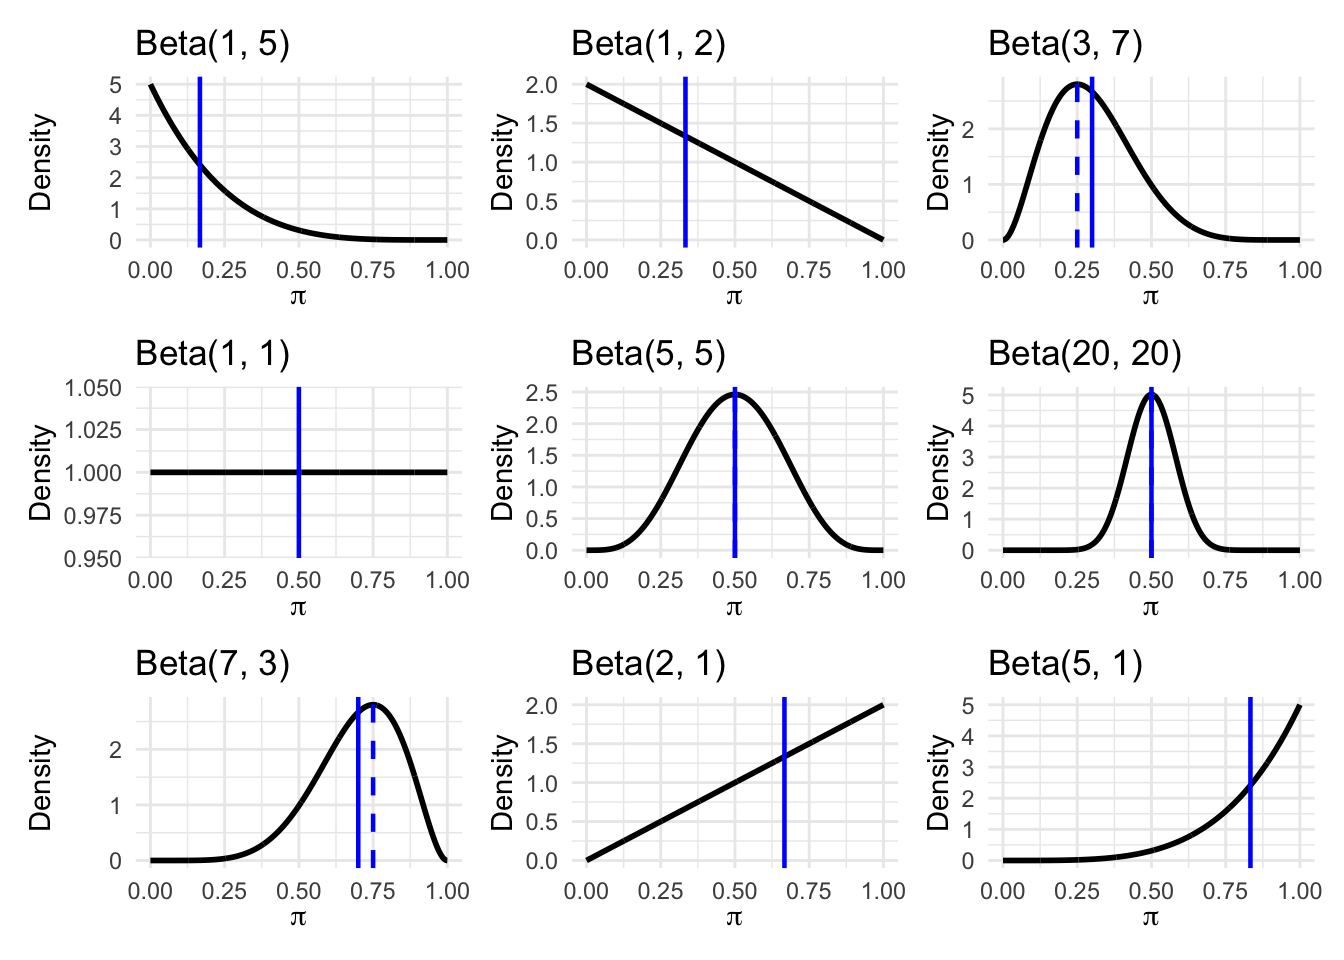 Beta(1, 5)
Density
5
4
3
2
1
0
0.00 0.25 0.50 0.75 1.00
π
Beta(1, 2)
Density
2.0
1.5
1.0
0.5
0.0
0.00 0.25 0.50 0.75 1.00
π
Beta(3, 7)
Density
2
1
0
0.00 0.25 0.50 0.75 1.00
π
Beta(1, 1)
Density
1.050
1.025
1.000
0.975
0.950
0.00 0.25 0.50 0.75 1.00
π
Beta(5, 5)
Density
2.5
2.0
1.5
1.0
0.5
0.0
0.00 0.25 0.50 0.75 1.00
π
Beta(20, 20)
Density
5
4
3
2
1
0
0.00 0.25 0.50 0.75 1.00
π
Beta(7, 3)
Density
2
1
0
0.00 0.25 0.50 0.75 1.00
π
Beta(2, 1)
Density
2.0
1.5
1.0
0.5
0.0
0.00 0.25 0.50 0.75 1.00
π
Beta(5, 1)
Density
5
4
3
2
1
0
0.00 0.25 0.50 0.75 1.00
π